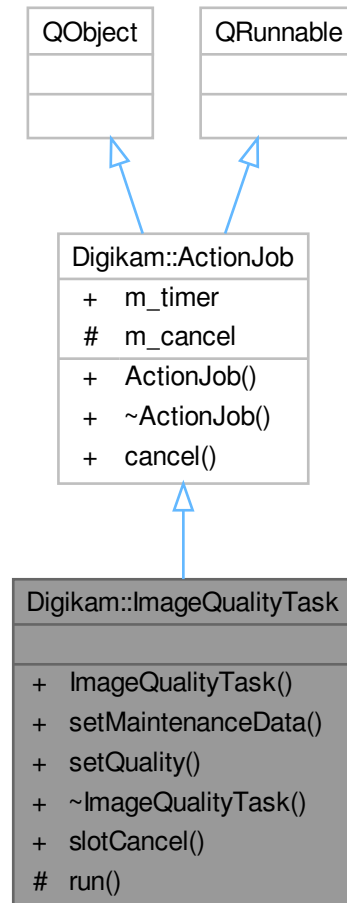 QObject
QRunnable
Digikam::ActionJob
+ m_timer
# m_cancel
+ ActionJob()
+ ~ActionJob()
+ cancel()
Digikam::ImageQualityTask
+ ImageQualityTask()
+ setMaintenanceData()
+ setQuality()
+ ~ImageQualityTask()
+ slotCancel()
# run()